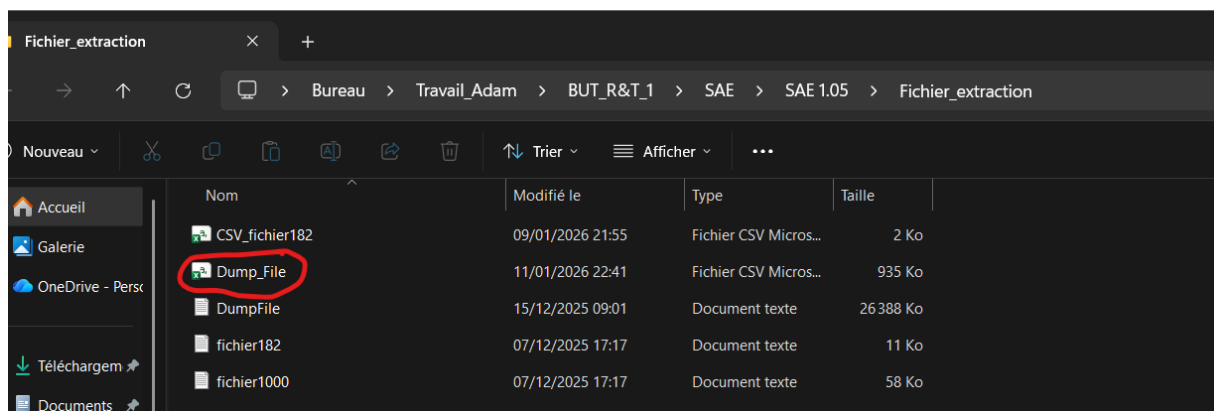 Fichier_extraction
Bureau > Travail_Adam > BUT_R&T_1 > SAE > SAE 1.05 > Fichier_extraction
Nouveau Trier Afficher
Accueil
Galerie
OneDrive - Perso
Téléchargem
Documents
Nom Modifié le Type Taille
CSV_fichier182 09/01/2026 21:55 Fichier CSV Micros... 2 Ko
Dump_File 11/01/2026 22:41 Fichier CSV Micros... 935 Ko
DumpFile 15/12/2025 09:01 Document texte 26 388 Ko
fichier182 07/12/2025 17:17 Document texte 11 Ko
fichier1000 07/12/2025 17:17 Document texte 58 Ko